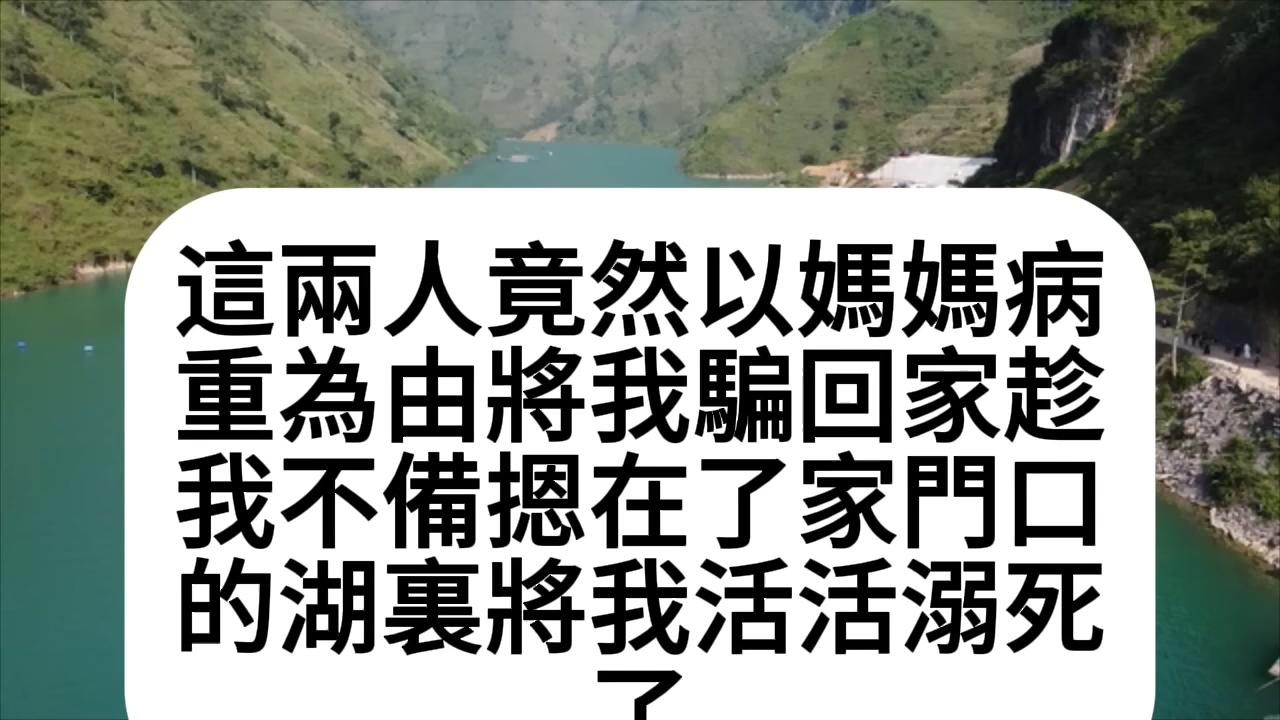 這兩人竟然以媽媽病
重為由將我騙回家趁
我不備摁在了家門口
的湖裏將我活活溺死
了